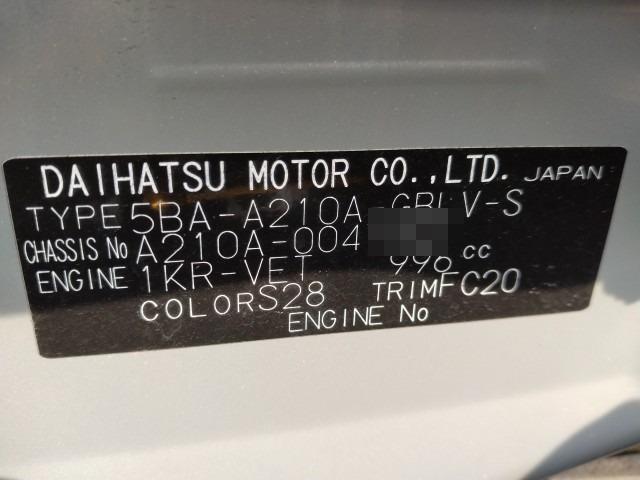 DAIHATSU MOTOR CO.,LTD. JAPAN
TYPE 5BA-A210A- V-S
CHASSIS No A210A-004
ENGINE 1KR-VET 996 cc
COLOR S28 TRIM FC20
ENGINE No